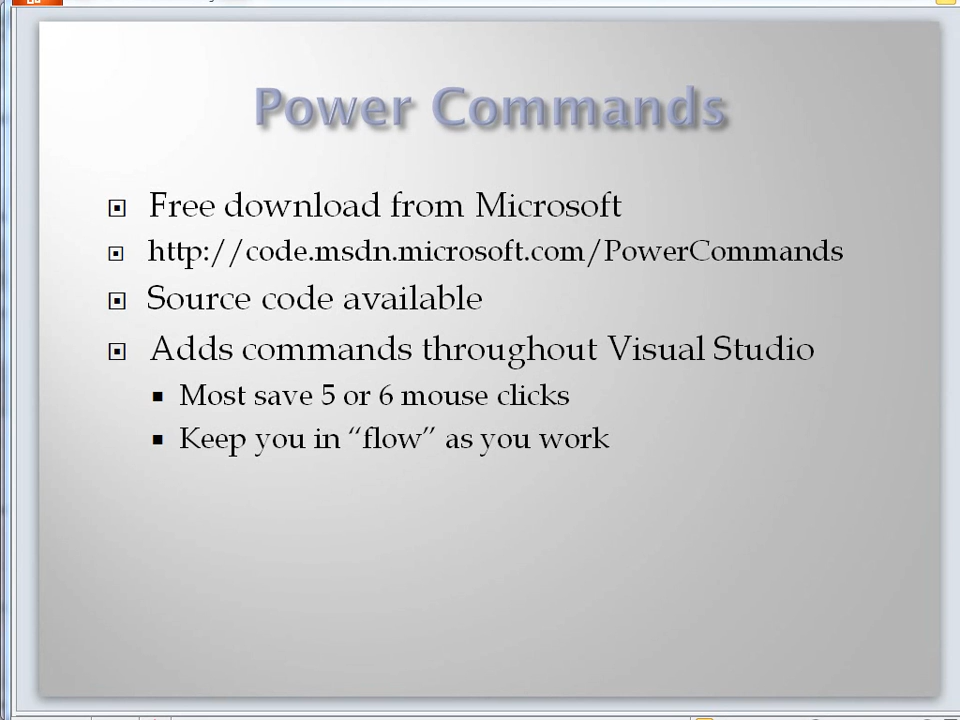 Power Commands
Free download from Microsoft
http://code.msdn.microsoft.com/PowerCommands
Source code available
Adds commands throughout Visual Studio
Most save 5 or 6 mouse clicks
Keep you in “flow” as you work